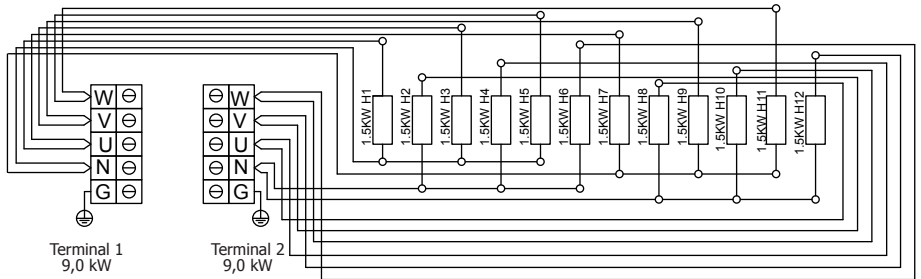 W
V
U
N
G
Terminal 1
9,0 kW
W
V
U
N
G
Terminal 2
9,0 kW
1.5KW H1
1.5KW H2
1.5KW H3
1.5KW H4
1.5KW H5
1.5KW H6
1.5KW H7
1.5KW H8
1.5KW H9
1.5KW H10
1.5KW H11
1.5KW H12